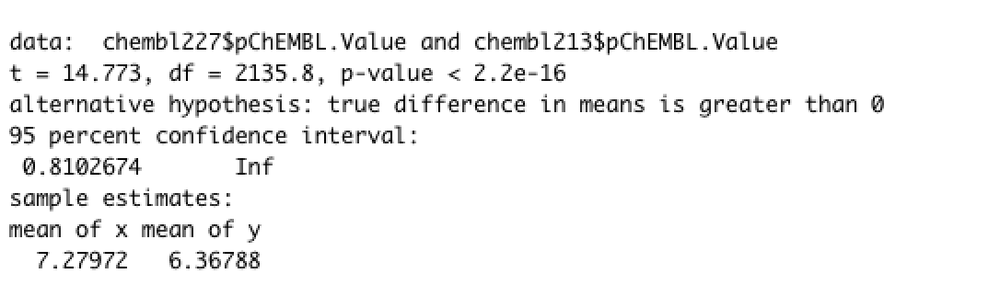 data:  chembl227$pChEMBL.Value and chembl213$pChEMBL.Value
t = 14.773, df = 2135.8, p-value < 2.2e-16
alternative hypothesis: true difference in means is greater than 0
95 percent confidence interval:
 0.8102674       Inf
sample estimates:
mean of x mean of y
  7.27972   6.36788